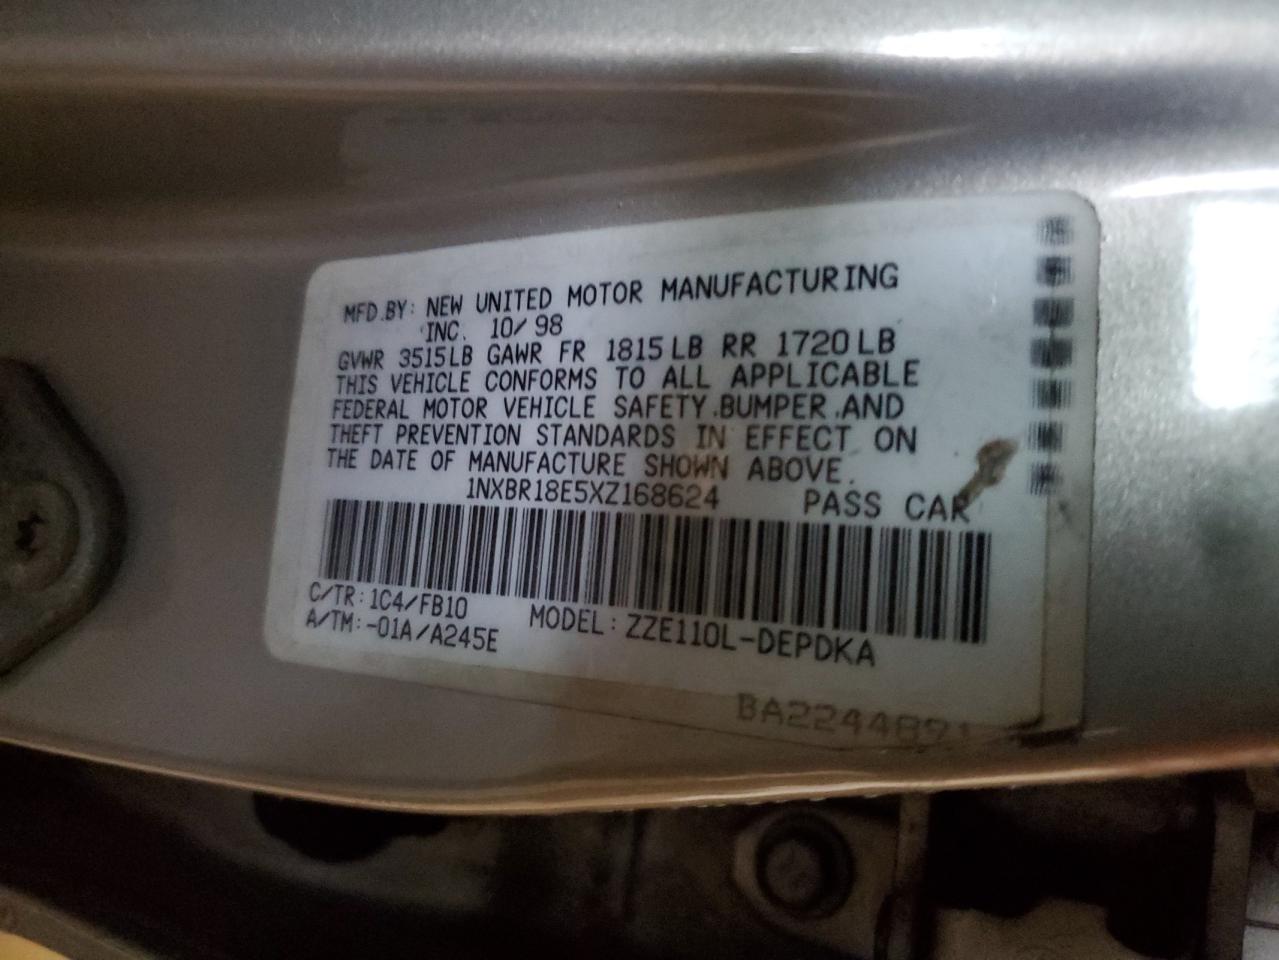 MFD.BY: NEW UNITED MOTOR MANUFACTURING
INC. 10/98
GVWR 3515LB GAWR FR 1815LB RR 1720LB
THIS VEHICLE CONFORMS TO ALL APPLICABLE
FEDERAL MOTOR VEHICLE SAFETY.BUMPER.AND
THEFT PREVENTION STANDARDS IN EFFECT ON
THE DATE OF MANUFACTURE SHOWN ABOVE.
1NXBR18E5XZ168624 PASS CAR
C/TR: 1C4/FB10 MODEL: ZZE110L-DEPDKA
A/TM:-01A/A245E